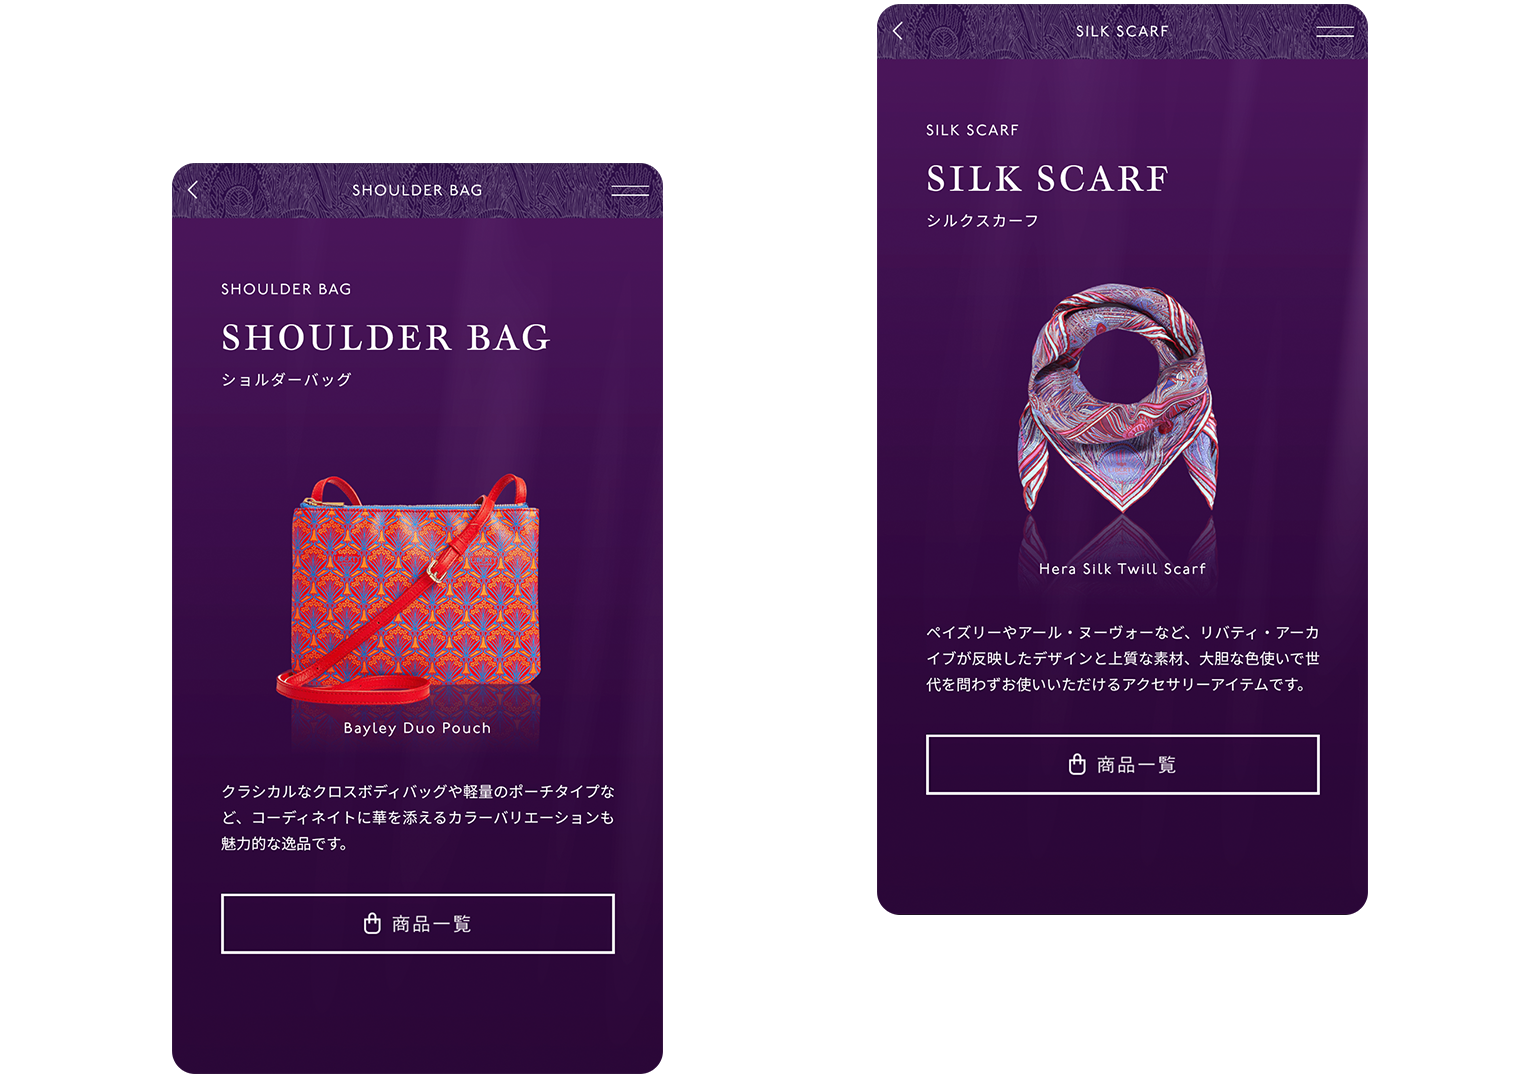 SHOULDER BAG
SHOULDER BAG
SHOULDER BAG
ショルダーバッグ
Bayley Duo Pouch
クラシカルなクロスボディバッグや軽量のポーチタイプな
ど、コーディネイトに華を添えるカラーバリエーションも
魅力的な逸品です。
商品一覧
SILK SCARF
SILK SCARF
SILK SCARF
シルクスカーフ
Hera Silk Twill Scarf
ペイズリーやアール・ヌーヴォーなど、リバティ・アーカ
イブが反映したデザインと上質な素材、大胆な色使いで世
代を問わずお使いいただけるアクセサリーアイテムです。
商品一覧